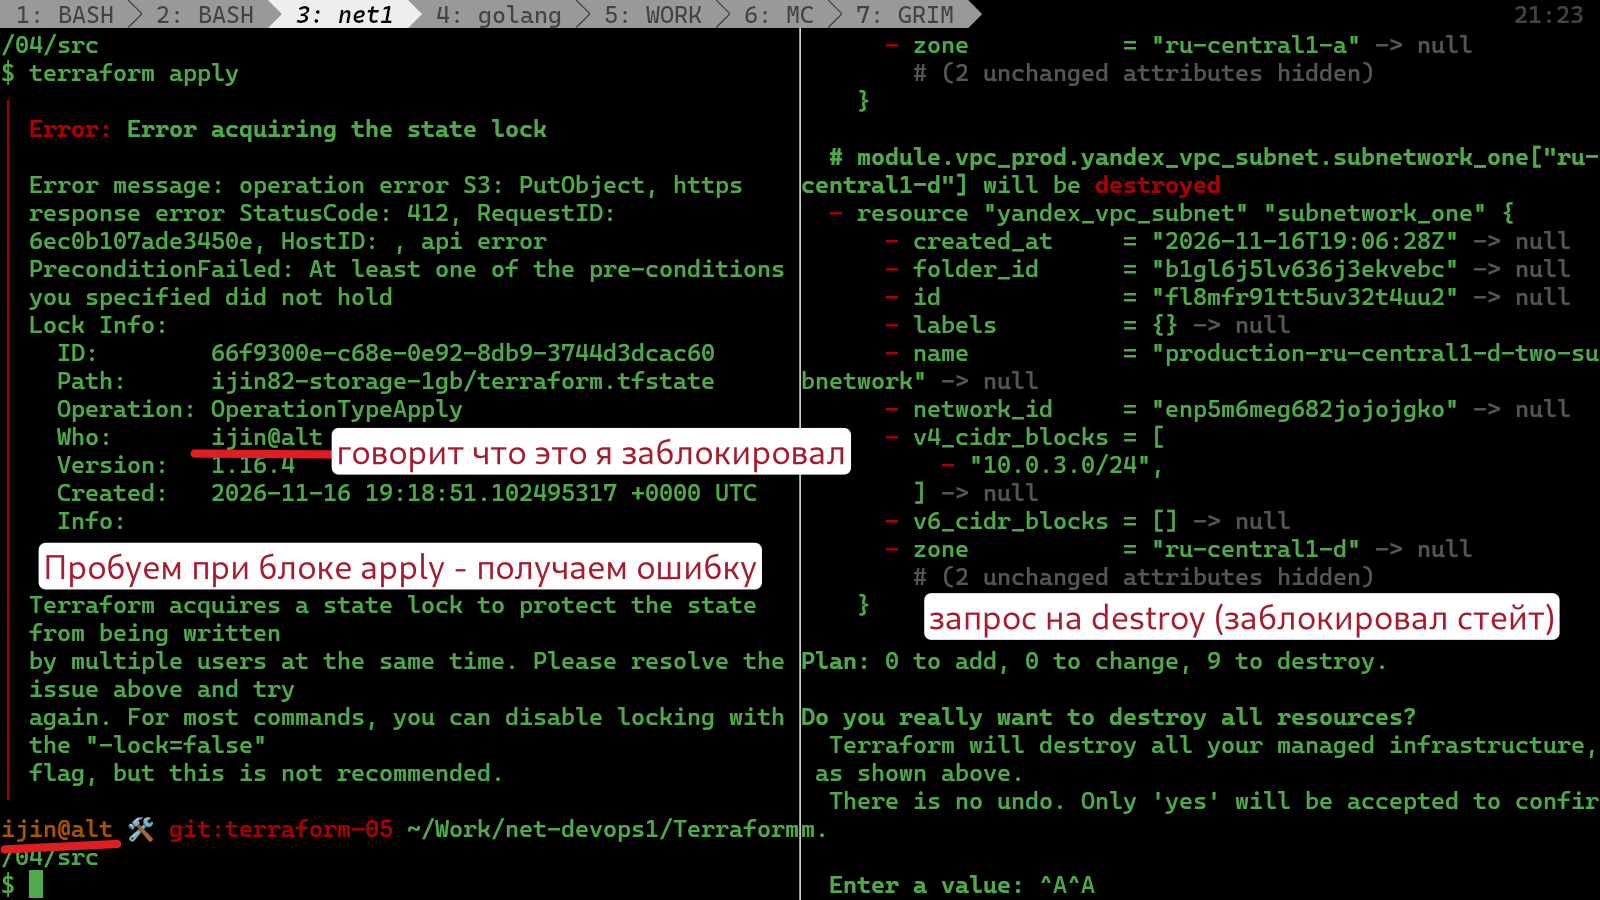 1: BASH 2: BASH 3: net1 4: golang 5: WORK 6: MC 7: GRIM 21:23
/04/src
$ terraform apply
Error: Error acquiring the state lock
Error message: operation error S3: PutObject, https
response error StatusCode: 412, RequestID:
6ec0b107ade3450e, HostID: , api error
PreconditionFailed: At least one of the pre-conditions
you specified did not hold
Lock Info:
ID: 66f9300e-c68e-0e92-8db9-3744d3dcac60
Path: ijin82-storage-1gb/terraform.tfstate
Operation: OperationTypeApply
Who: ijin@alt
говорит что это я заблокировал
Version: 1.16.4
Created: 2026-11-16 19:18:51.102495317 +0000 UTC
Info:
Пробуем при блоке apply - получаем ошибку
Terraform acquires a state lock to protect the state
from being written
by multiple users at the same time. Please resolve the
issue above and try
again. For most commands, you can disable locking with
the "-lock=false"
flag, but this is not recommended.
ijin@alt 🛠 git:terraform-05 ~/Work/net-devops1/Terraform
/04/src
$
- zone = "ru-central1-a" -> null
# (2 unchanged attributes hidden)
}
# module.vpc_prod.yandex_vpc_subnet.subnetwork_one["ru-
central1-d"] will be destroyed
- resource "yandex_vpc_subnet" "subnetwork_one" {
- created_at = "2026-11-16T19:06:28Z" -> null
- folder_id = "b1gl6j5lv636j3ekvebc" -> null
- id = "fl8mfr91tt5uv32t4uu2" -> null
- labels = {} -> null
- name = "production-ru-central1-d-two-su
bnetwork" -> null
- network_id = "enp5m6meg682jojojgko" -> null
- v4_cidr_blocks = [
- "10.0.3.0/24",
] -> null
- v6_cidr_blocks = [] -> null
- zone = "ru-central1-d" -> null
# (2 unchanged attributes hidden)
}
запрос на destroy (заблокировал стейт)
Plan: 0 to add, 0 to change, 9 to destroy.
Do you really want to destroy all resources?
Terraform will destroy all your managed infrastructure,
as shown above.
There is no undo. Only 'yes' will be accepted to confir
m.
Enter a value: ^A^A